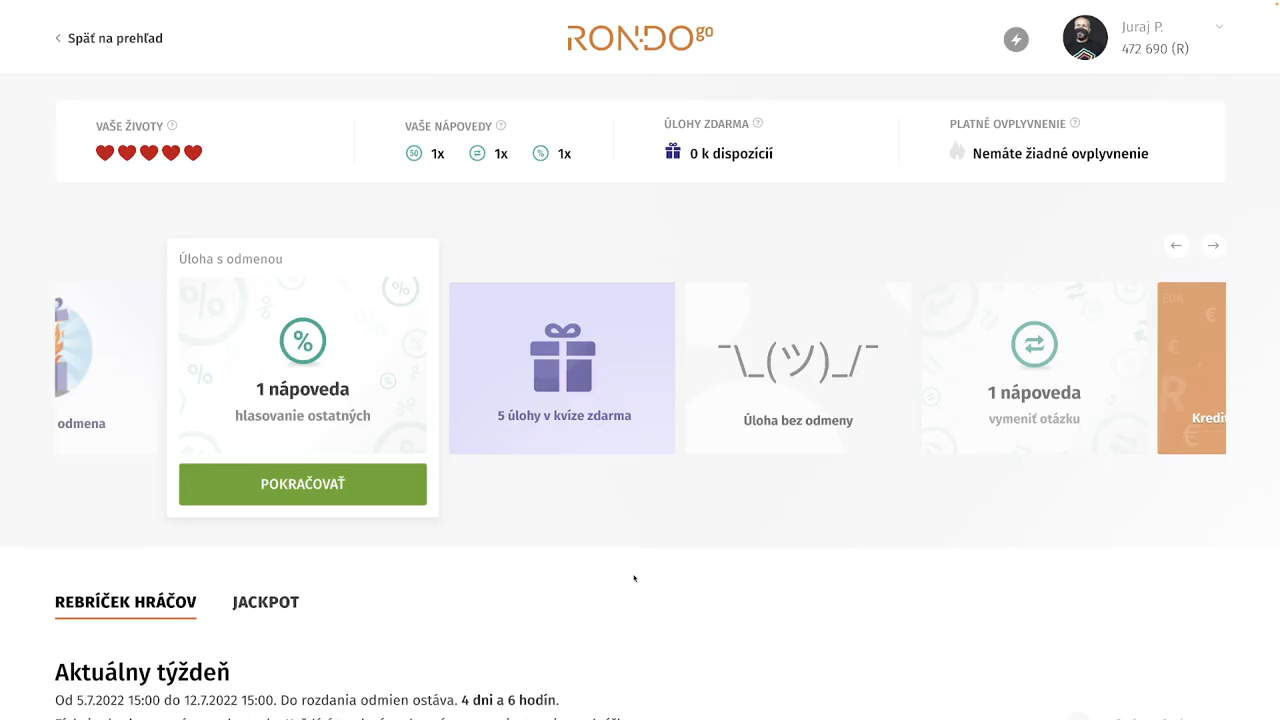 Späť na prehľad
RONDO go
Juraj P.
472 690 (R)
VAŠE ŽIVOTY ?
VAŠE NÁPOVEDY ?
50 1x 1x % 1x
ÚLOHY ZDARMA ?
0 k dispozícií
PLATNÉ OVPLYVNENIE ?
Nemáte žiadné ovplyvnenie
odmena
Úloha s odmenou
%
1 nápoveda
hlasovanie ostatných
POKRAČOVAŤ
5 úlohy v kvíze zdarma
¯\_(ツ)_/¯
Úloha bez odmeny
1 nápoveda
vymeniť otázku
EUR
Kredit
REBRÍČEK HRÁČOV
JACKPOT
Aktuálny týždeň
Od 5.7.2022 15:00 do 12.7.2022 15:00. Do rozdania odmien ostáva. 4 dni a 6 hodín.